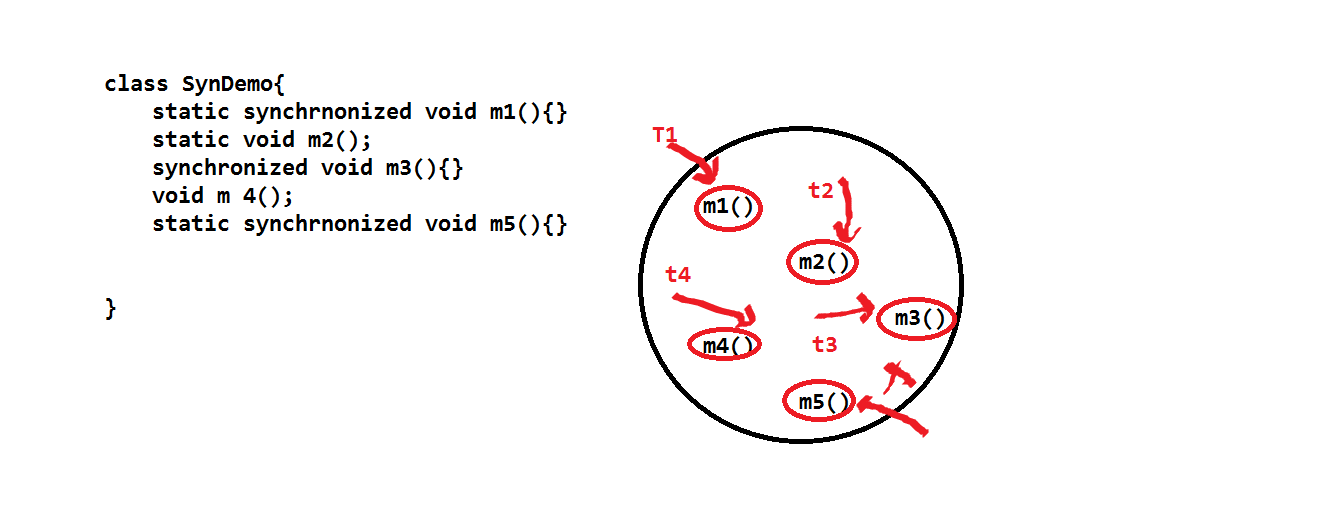 class SynDemo{
static synchrnonized void m1(){}
static void m2();
synchronized void m3(){}
void m 4();
static synchrnonized void m5(){}
}
T1
m1()
t2
m2()
t4
m3()
m4()
t3
m5()